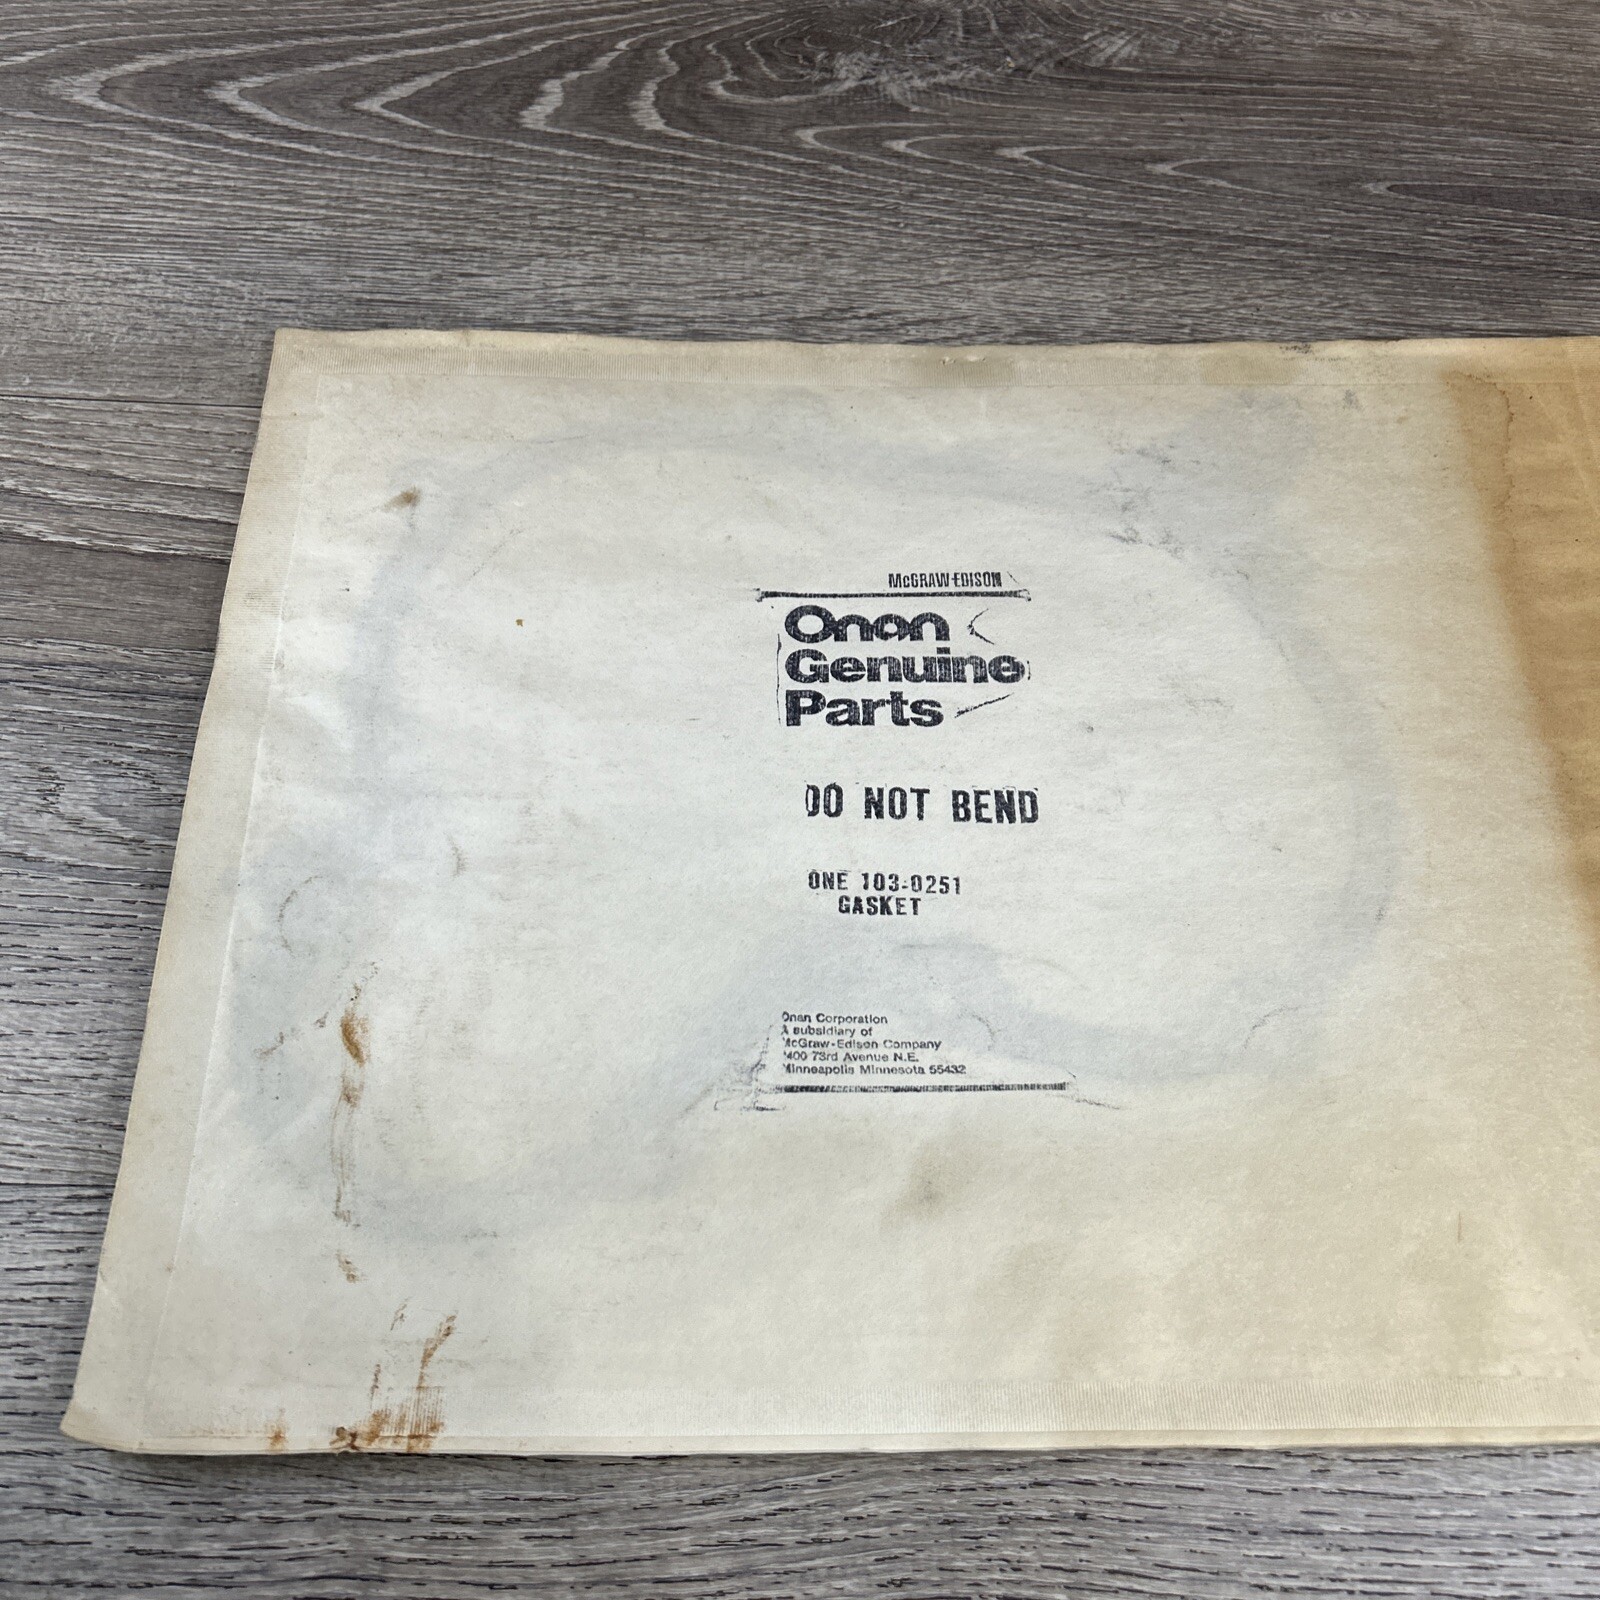 McGRAW-EDISON
Onan
Genuine
Parts
DO NOT BEND
ONE 103-0251
GASKET
Onan Corporation
A subsidiary of
McGraw-Edison Company
1400 73rd Avenue N.E.
Minneapolis Minnesota 55432